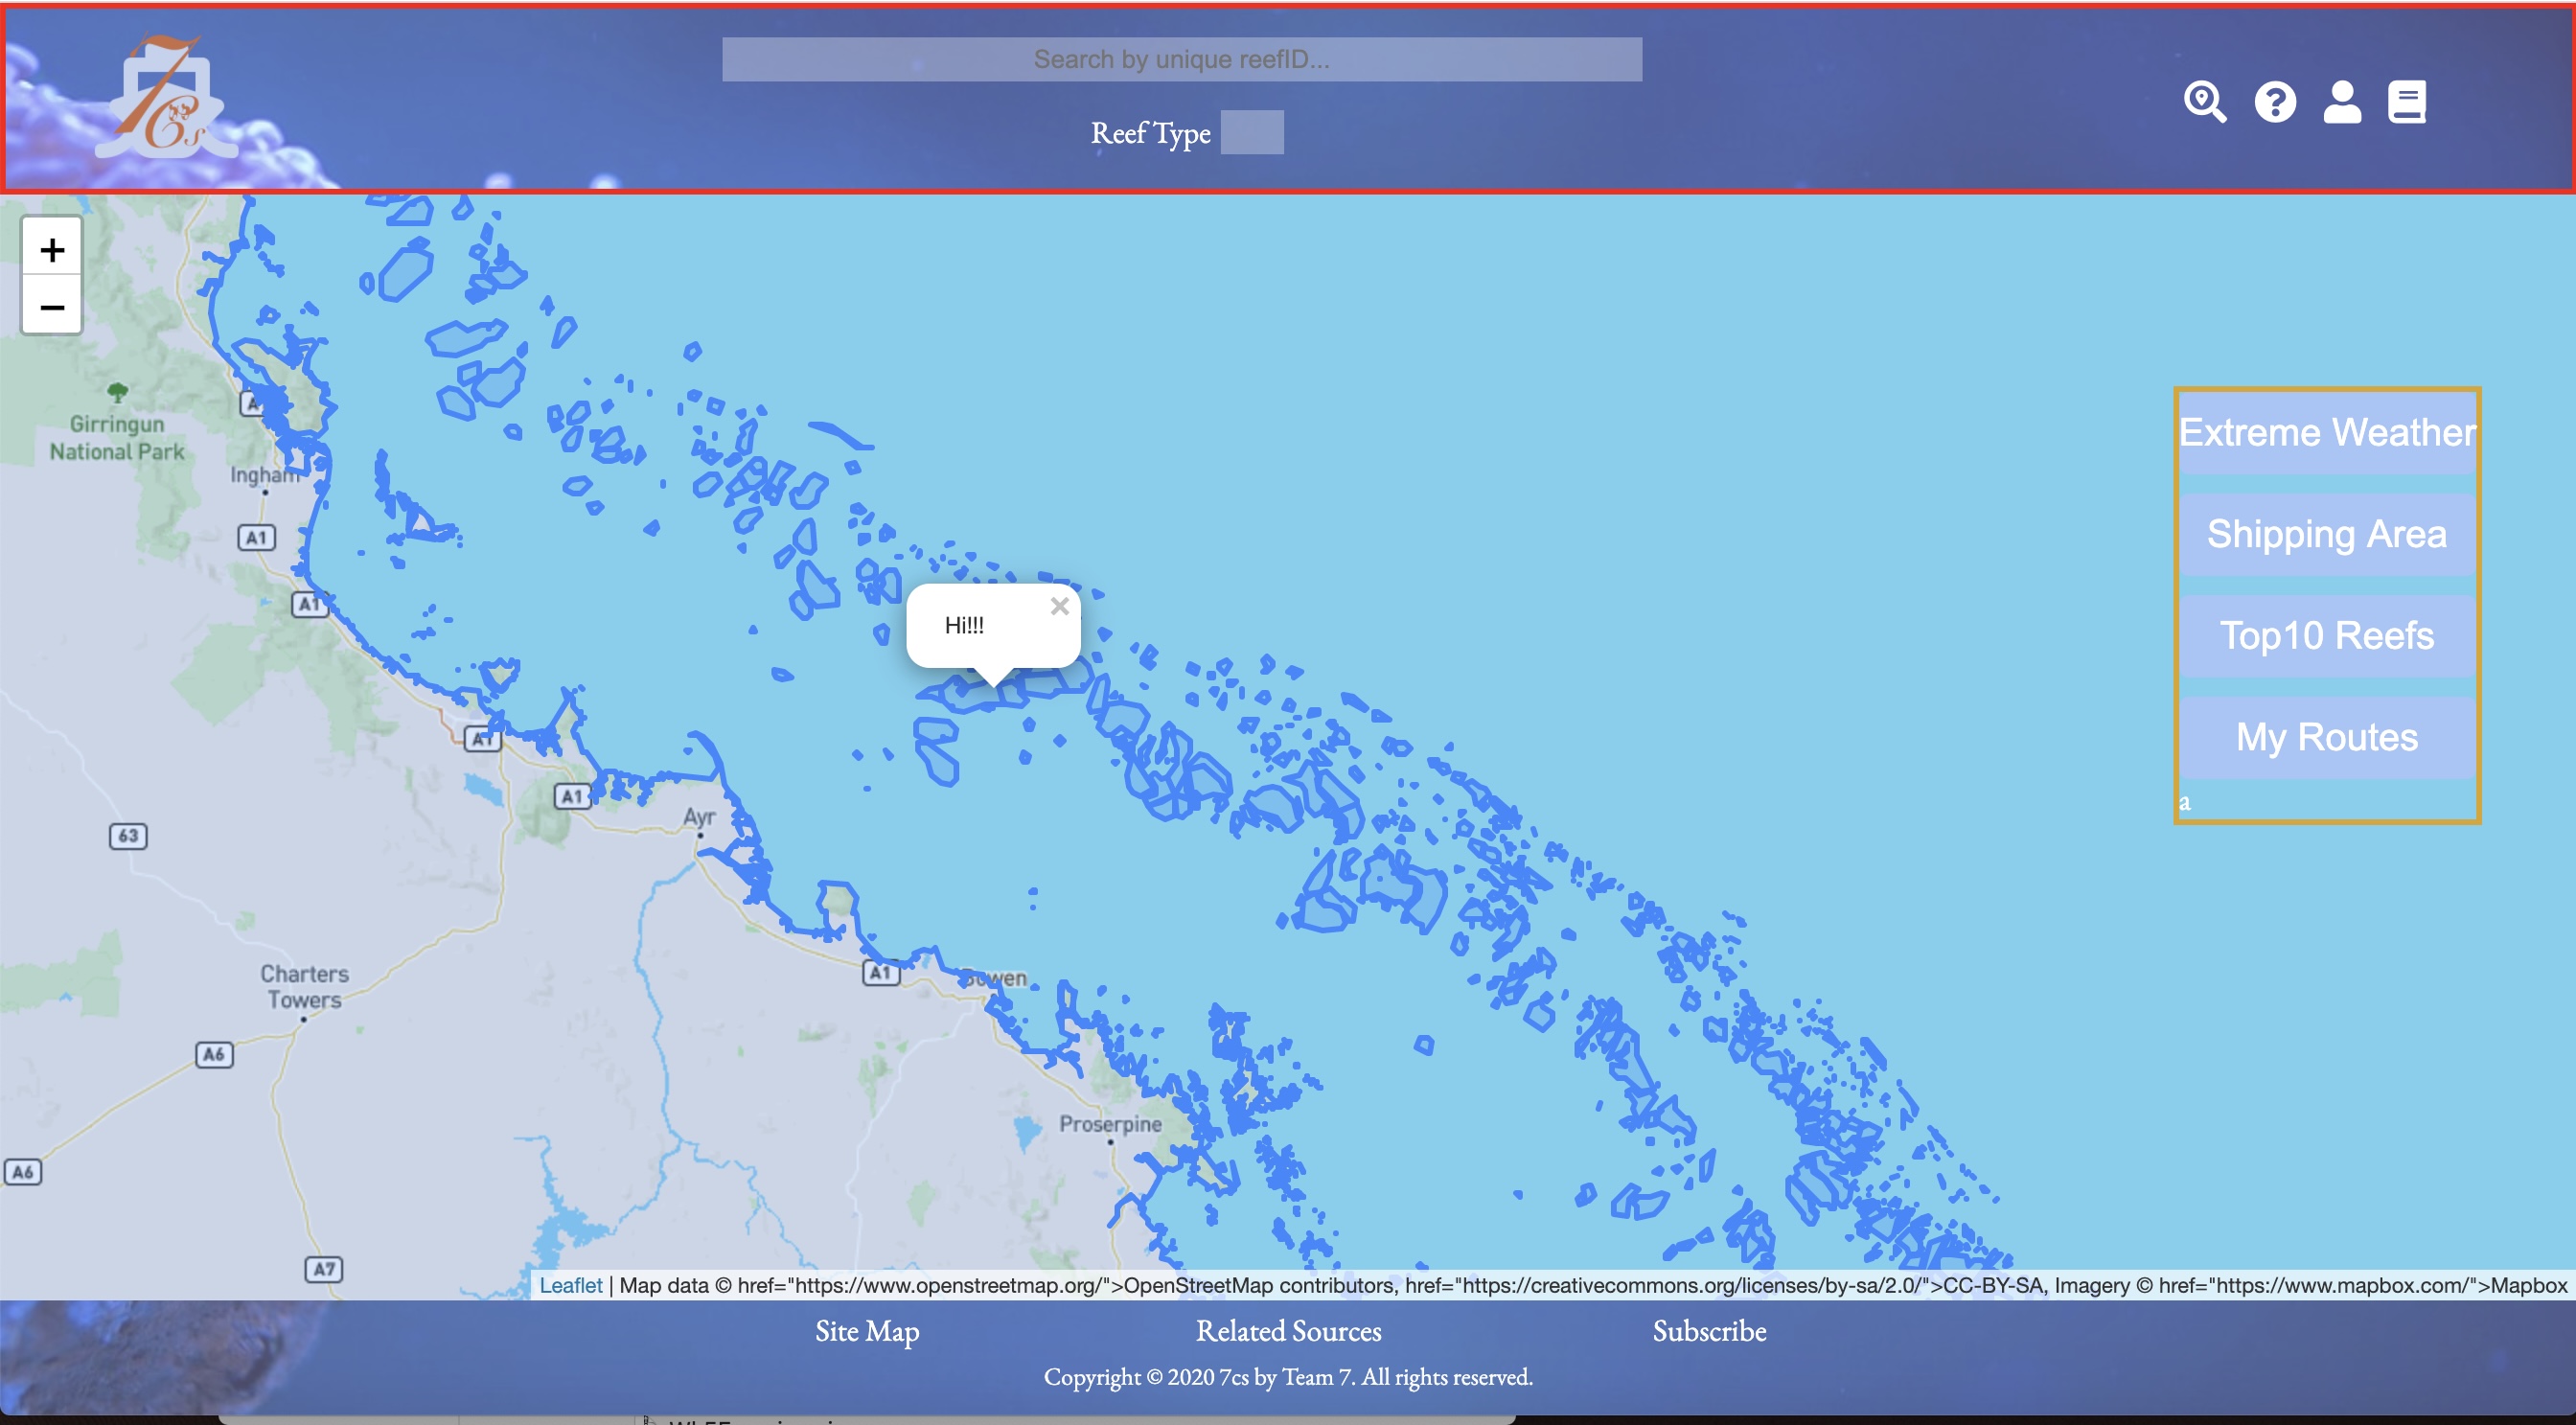 7Cs
Search by unique reefID...
Reef Type
+
−
Girringun
National Park
Ingham
A1
A1
Ayr
A1
A1
63
Charters
Towers
A1
Bowen
A6
Proserpine
A6
A7
Hi!!!
×
Extreme Weather
Shipping Area
Top10 Reefs
My Routes
a
Leaflet | Map data © href="https://www.openstreetmap.org/">OpenStreetMap contributors, href="https://creativecommons.org/licenses/by-sa/2.0/">CC-BY-SA, Imagery © href="https://www.mapbox.com/">Mapbox
Site Map
Related Sources
Subscribe
Copyright © 2020 7cs by Team 7. All rights reserved.